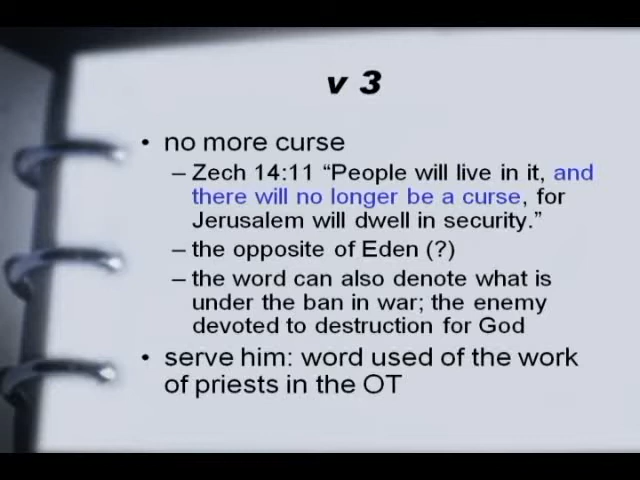 v 3
• no more curse
– Zech 14:11 “People will live in it, and
there will no longer be a curse, for
Jerusalem will dwell in security.”
– the opposite of Eden (?)
– the word can also denote what is
under the ban in war; the enemy
devoted to destruction for God
• serve him: word used of the work
of priests in the OT